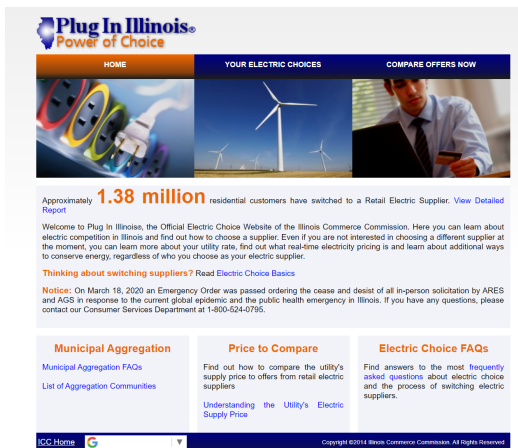 Plug In Illinois®
Power of Choice
HOME YOUR ELECTRIC CHOICES COMPARE OFFERS NOW
Approximately 1.38 million residential customers have switched to a Retail Electric Supplier. View Detailed
Report
Welcome to Plug In Illinoise, the Official Electric Choice Website of the Illinois Commerce Commission. Here you can learn about
electric competition in Illinois and find out how to choose a supplier. Even if you are not interested in choosing a different supplier at
the moment, you can learn more about your utility rate, find out what real-time electricity pricing is and learn about additional ways
to conserve energy, regardless of who you choose as your electric supplier.
Thinking about switching suppliers? Read Electric Choice Basics
Notice: On March 18, 2020 an Emergency Order was passed ordering the cease and desist of all in-person solicitation by ARES
and AGS in response to the current global epidemic and the public health emergency in Illinois. If you have any questions, please
contact our Consumer Services Department at 1-800-524-0795.
Municipal Aggregation
Municipal Aggregation FAQs
List of Aggregation Communities
Price to Compare
Find out how to compare the utility's
supply price to offers from retail electric
suppliers
Understanding the Utility's Electric
Supply Price
Electric Choice FAQs
Find answers to the most frequently
asked questions about electric choice
and the process of switching electric
suppliers.
ICC Home G ▼ Copyright ©2014 Illinois Commerce Commission. All Rights Reserved